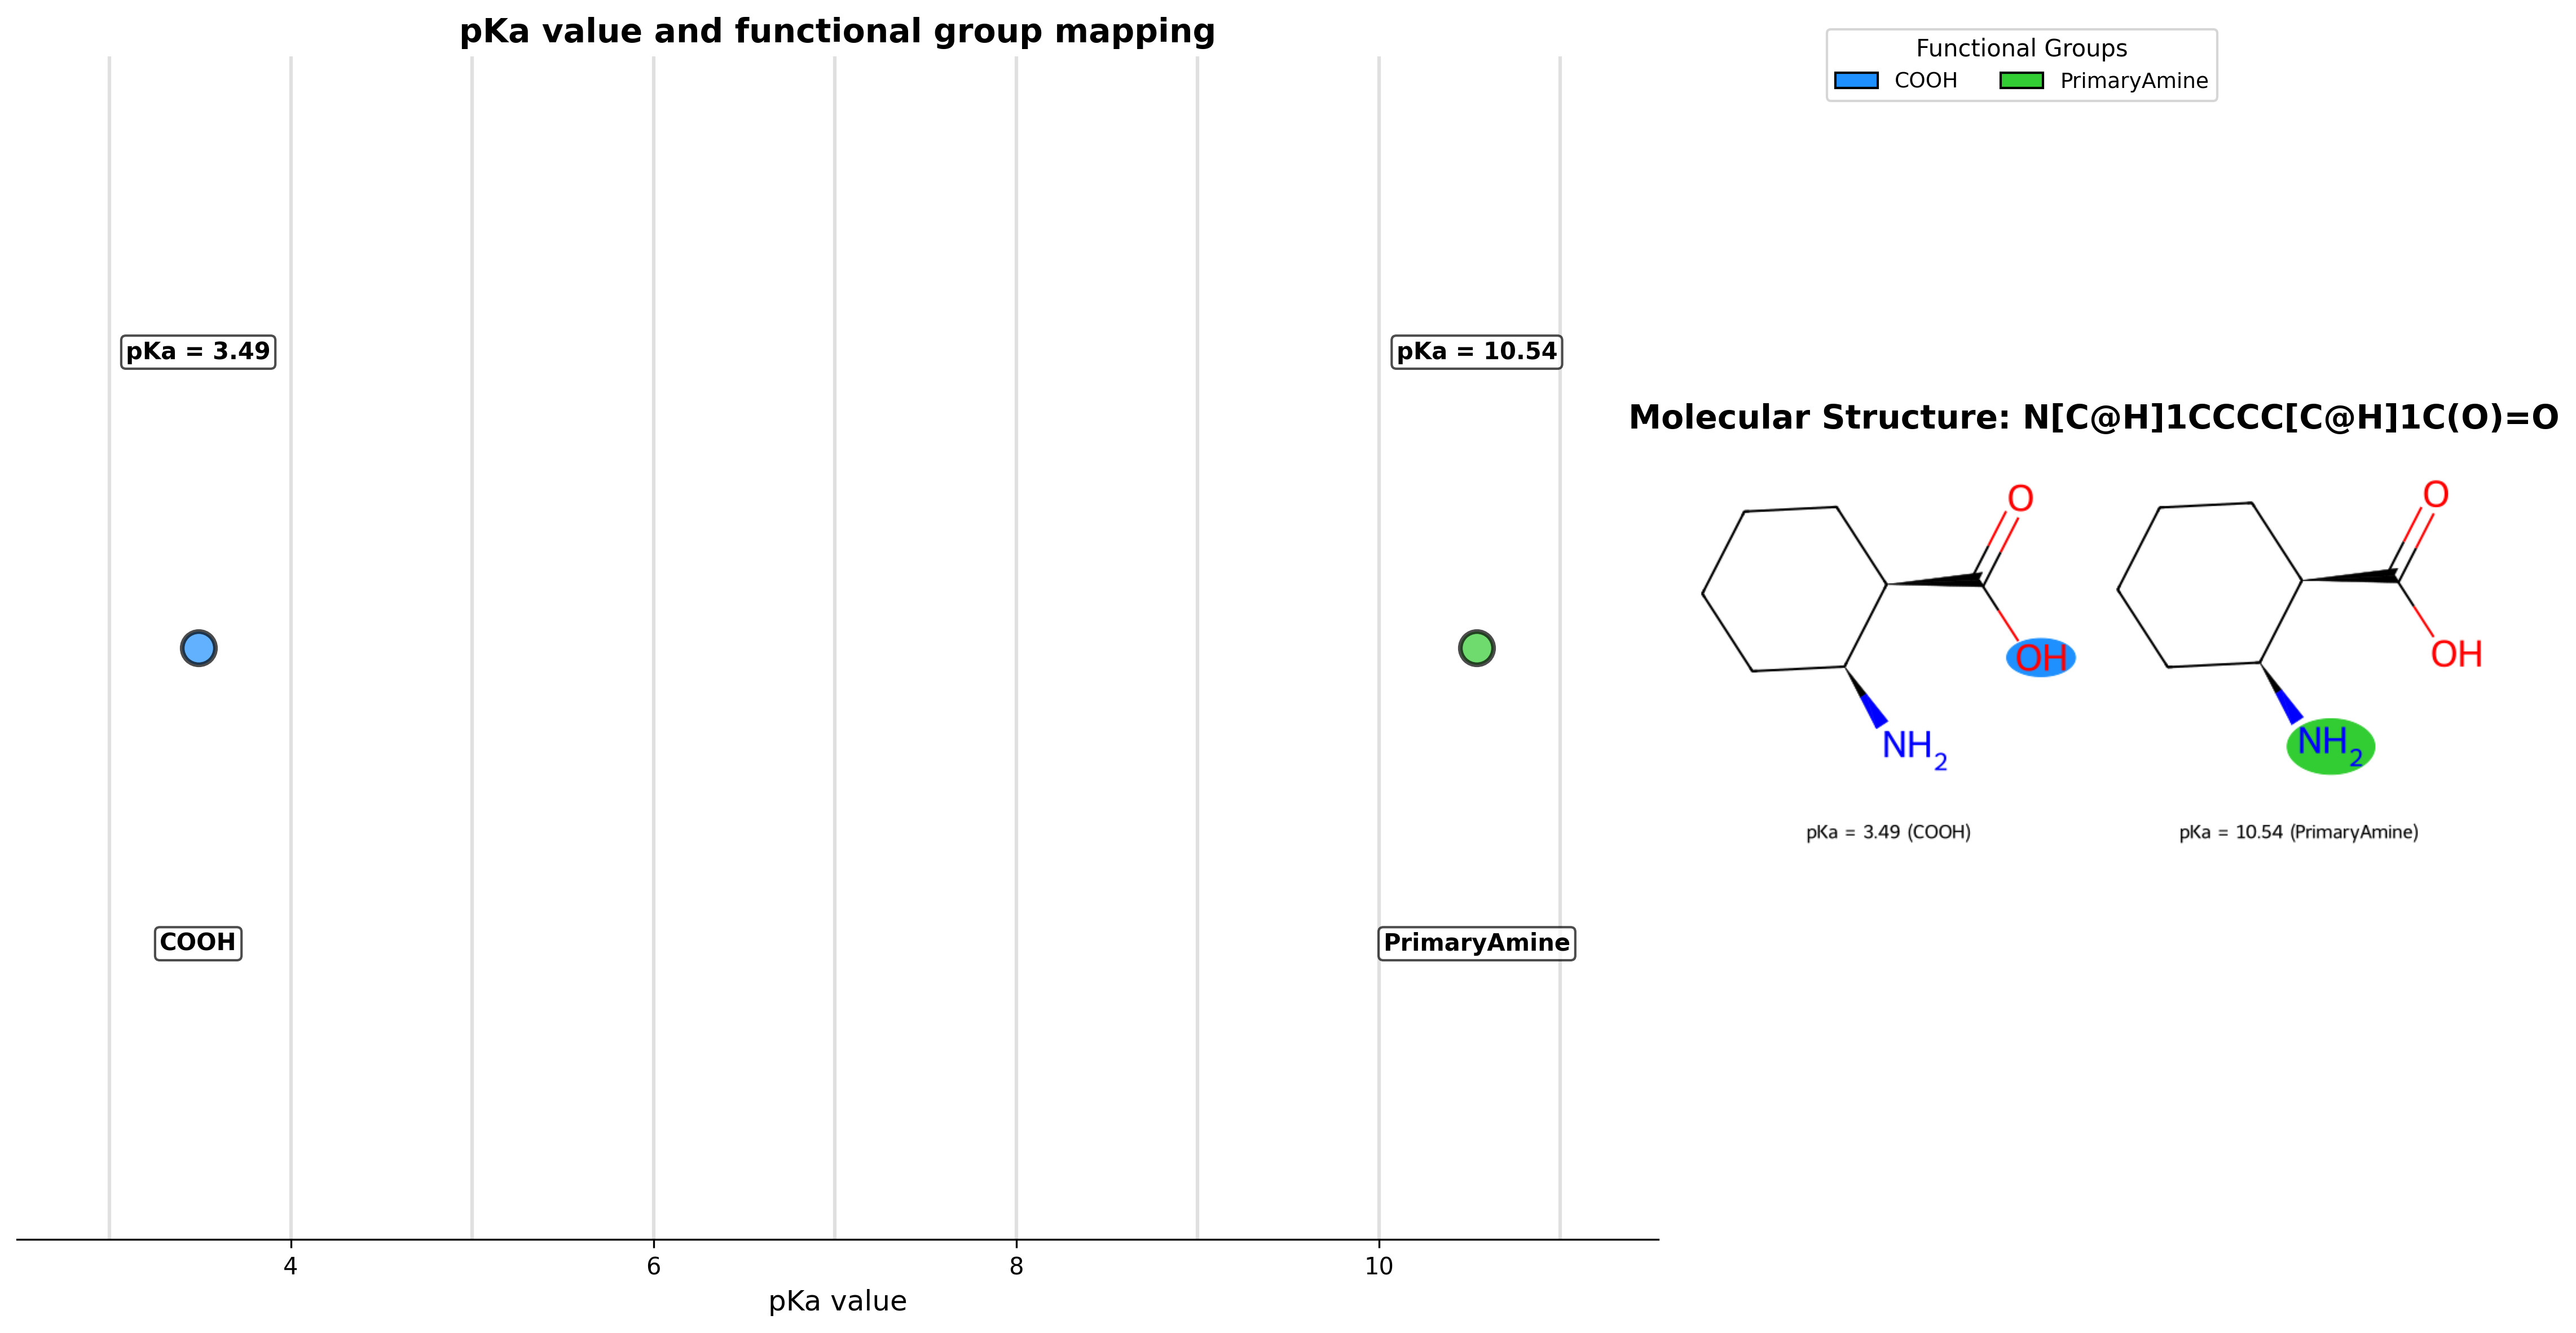 pKa value and functional group mapping
Functional Groups
COOH
PrimaryAmine
pKa = 3.49
pKa = 10.54
Molecular Structure: N[C@H]1CCCC[C@H]1C(O)=O
O
OH
NH2
O
OH
NH2
pKa = 3.49 (COOH)
pKa = 10.54 (PrimaryAmine)
COOH
PrimaryAmine
4
6
8
10
pKa value